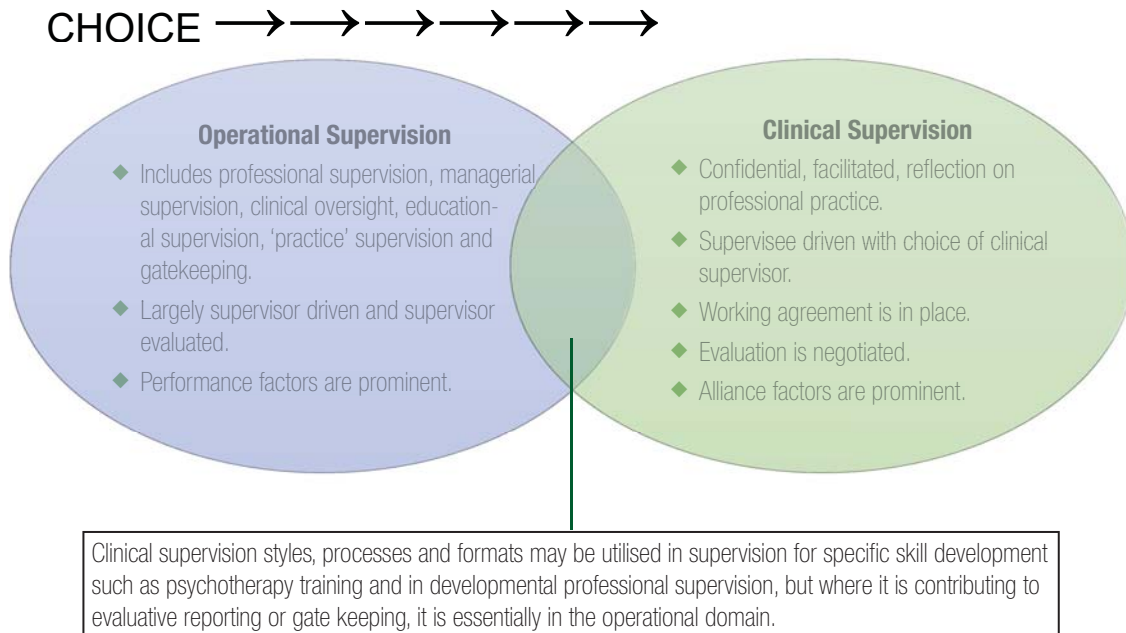 CHOICE →→→→→→
Operational Supervision
◆ Includes professional supervision, managerial
supervision, clinical oversight, education-
al supervision, ‘practice’ supervision and
gatekeeping.
◆ Largely supervisor driven and supervisor
evaluated.
◆ Performance factors are prominent.
Clinical Supervision
◆ Confidential, facilitated, reflection on
professional practice.
◆ Supervisee driven with choice of clinical
supervisor.
◆ Working agreement is in place.
◆ Evaluation is negotiated.
◆ Alliance factors are prominent.
Clinical supervision styles, processes and formats may be utilised in supervision for specific skill development
such as psychotherapy training and in developmental professional supervision, but where it is contributing to
evaluative reporting or gate keeping, it is essentially in the operational domain.